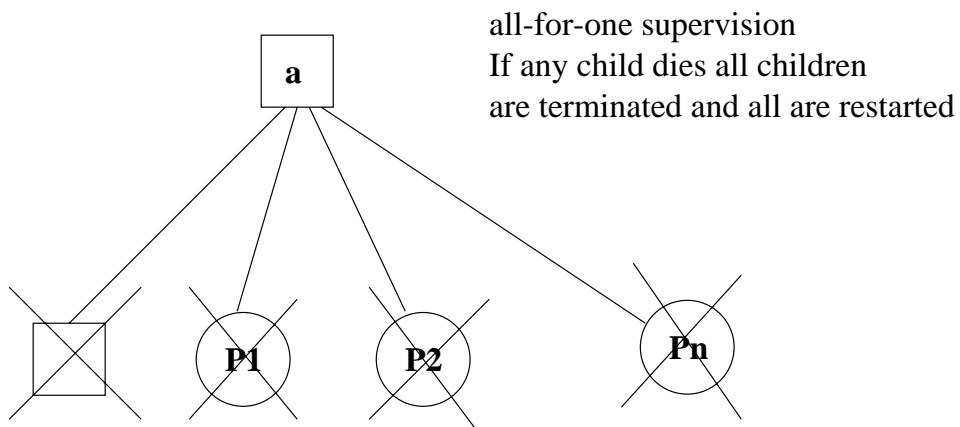 all-for-one supervision
If any child dies all children
are terminated and all are restarted
a
P1
P2
Pn